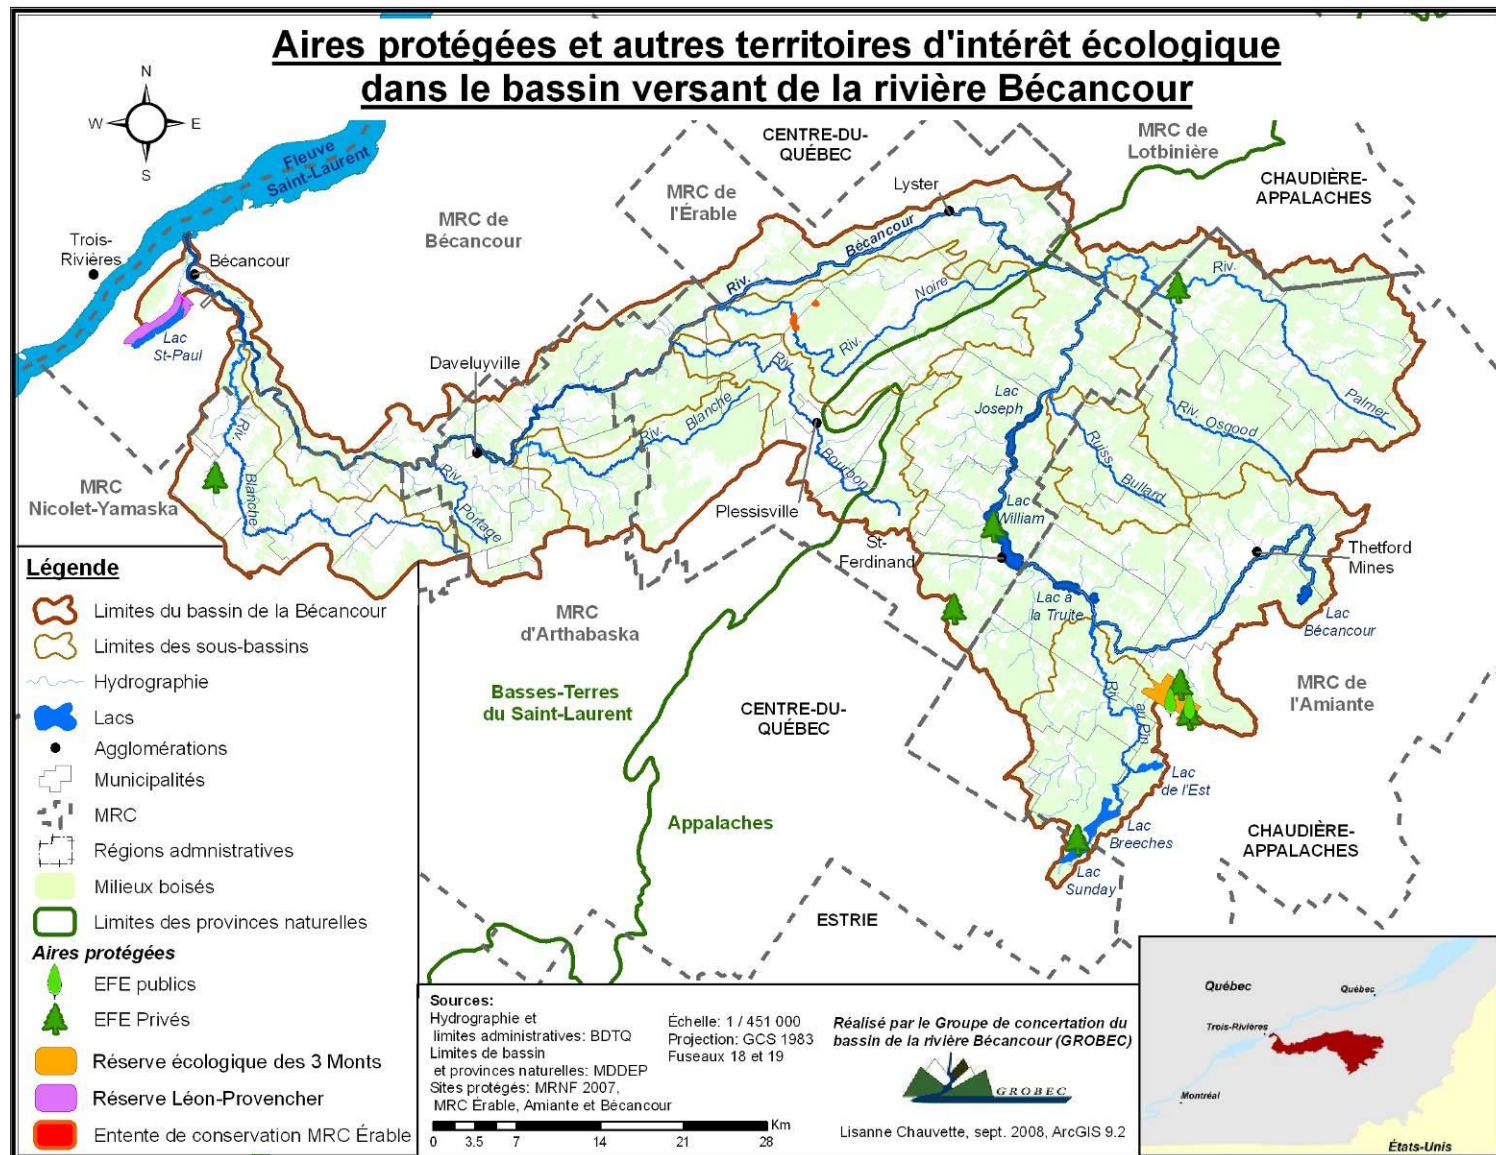 Aires protégées et autres territoires d'intérêt écologique
dans le bassin versant de la rivière Bécancour
N
W
E
S
Fleuve
Saint-Laurent
Trois-
Rivières
Bécancour
Lac
St-Paul
MRC de
Bécancour
MRC de
l'Érable
CENTRE-DU-
QUÉBEC
MRC de
Lotbinière
CHAUDIÈRE-
APPALACHES
Lyster
Riv.
Bécancour
Riv.
Noire
Riv.
Palmer
Riv.
Osgood
Daveluyville
Riv.
Blanche
Riv.
Bourbon
Plessisville
Lac
Joseph
Ruiss.
Bullard
Lac
William
St-
Ferdinand
Thetford
Mines
Lac
Bécancour
Lac à
la Truite
Riv.
Blanche
Riv.
Portage
MRC
Nicolet-Yamaska
MRC
d'Arthabaska
Basses-Terres
du Saint-Laurent
CENTRE-DU-
QUÉBEC
MRC de
l'Amiante
Riv.
au Pin
Lac
de l'Est
Lac
Breeches
Lac
Sunday
Appalaches
CHAUDIÈRE-
APPALACHES
ESTRIE
Légende
Limites du bassin de la Bécancour
Limites des sous-bassins
Hydrographie
Lacs
Agglomérations
Municipalités
MRC
Régions admnistratives
Milieux boisés
Limites des provinces naturelles
Aires protégées
EFE publics
EFE Privés
Réserve écologique des 3 Monts
Réserve Léon-Provencher
Entente de conservation MRC Érable
Sources:
Hydrographie et
limites administratives: BDTQ
Limites de bassin
et provinces naturelles: MDDEP
Sites protégés: MRNF 2007,
MRC Érable, Amiante et Bécancour
Échelle: 1 / 451 000
Projection: GCS 1983
Fuseaux 18 et 19
0 3.5 7 14 21 28 Km
Réalisé par le Groupe de concertation du
bassin de la rivière Bécancour (GROBEC)
GROBEC
Lisanne Chauvette, sept. 2008, ArcGIS 9.2
Québec
Québec
Trois-Rivières
Montréal
États-Unis